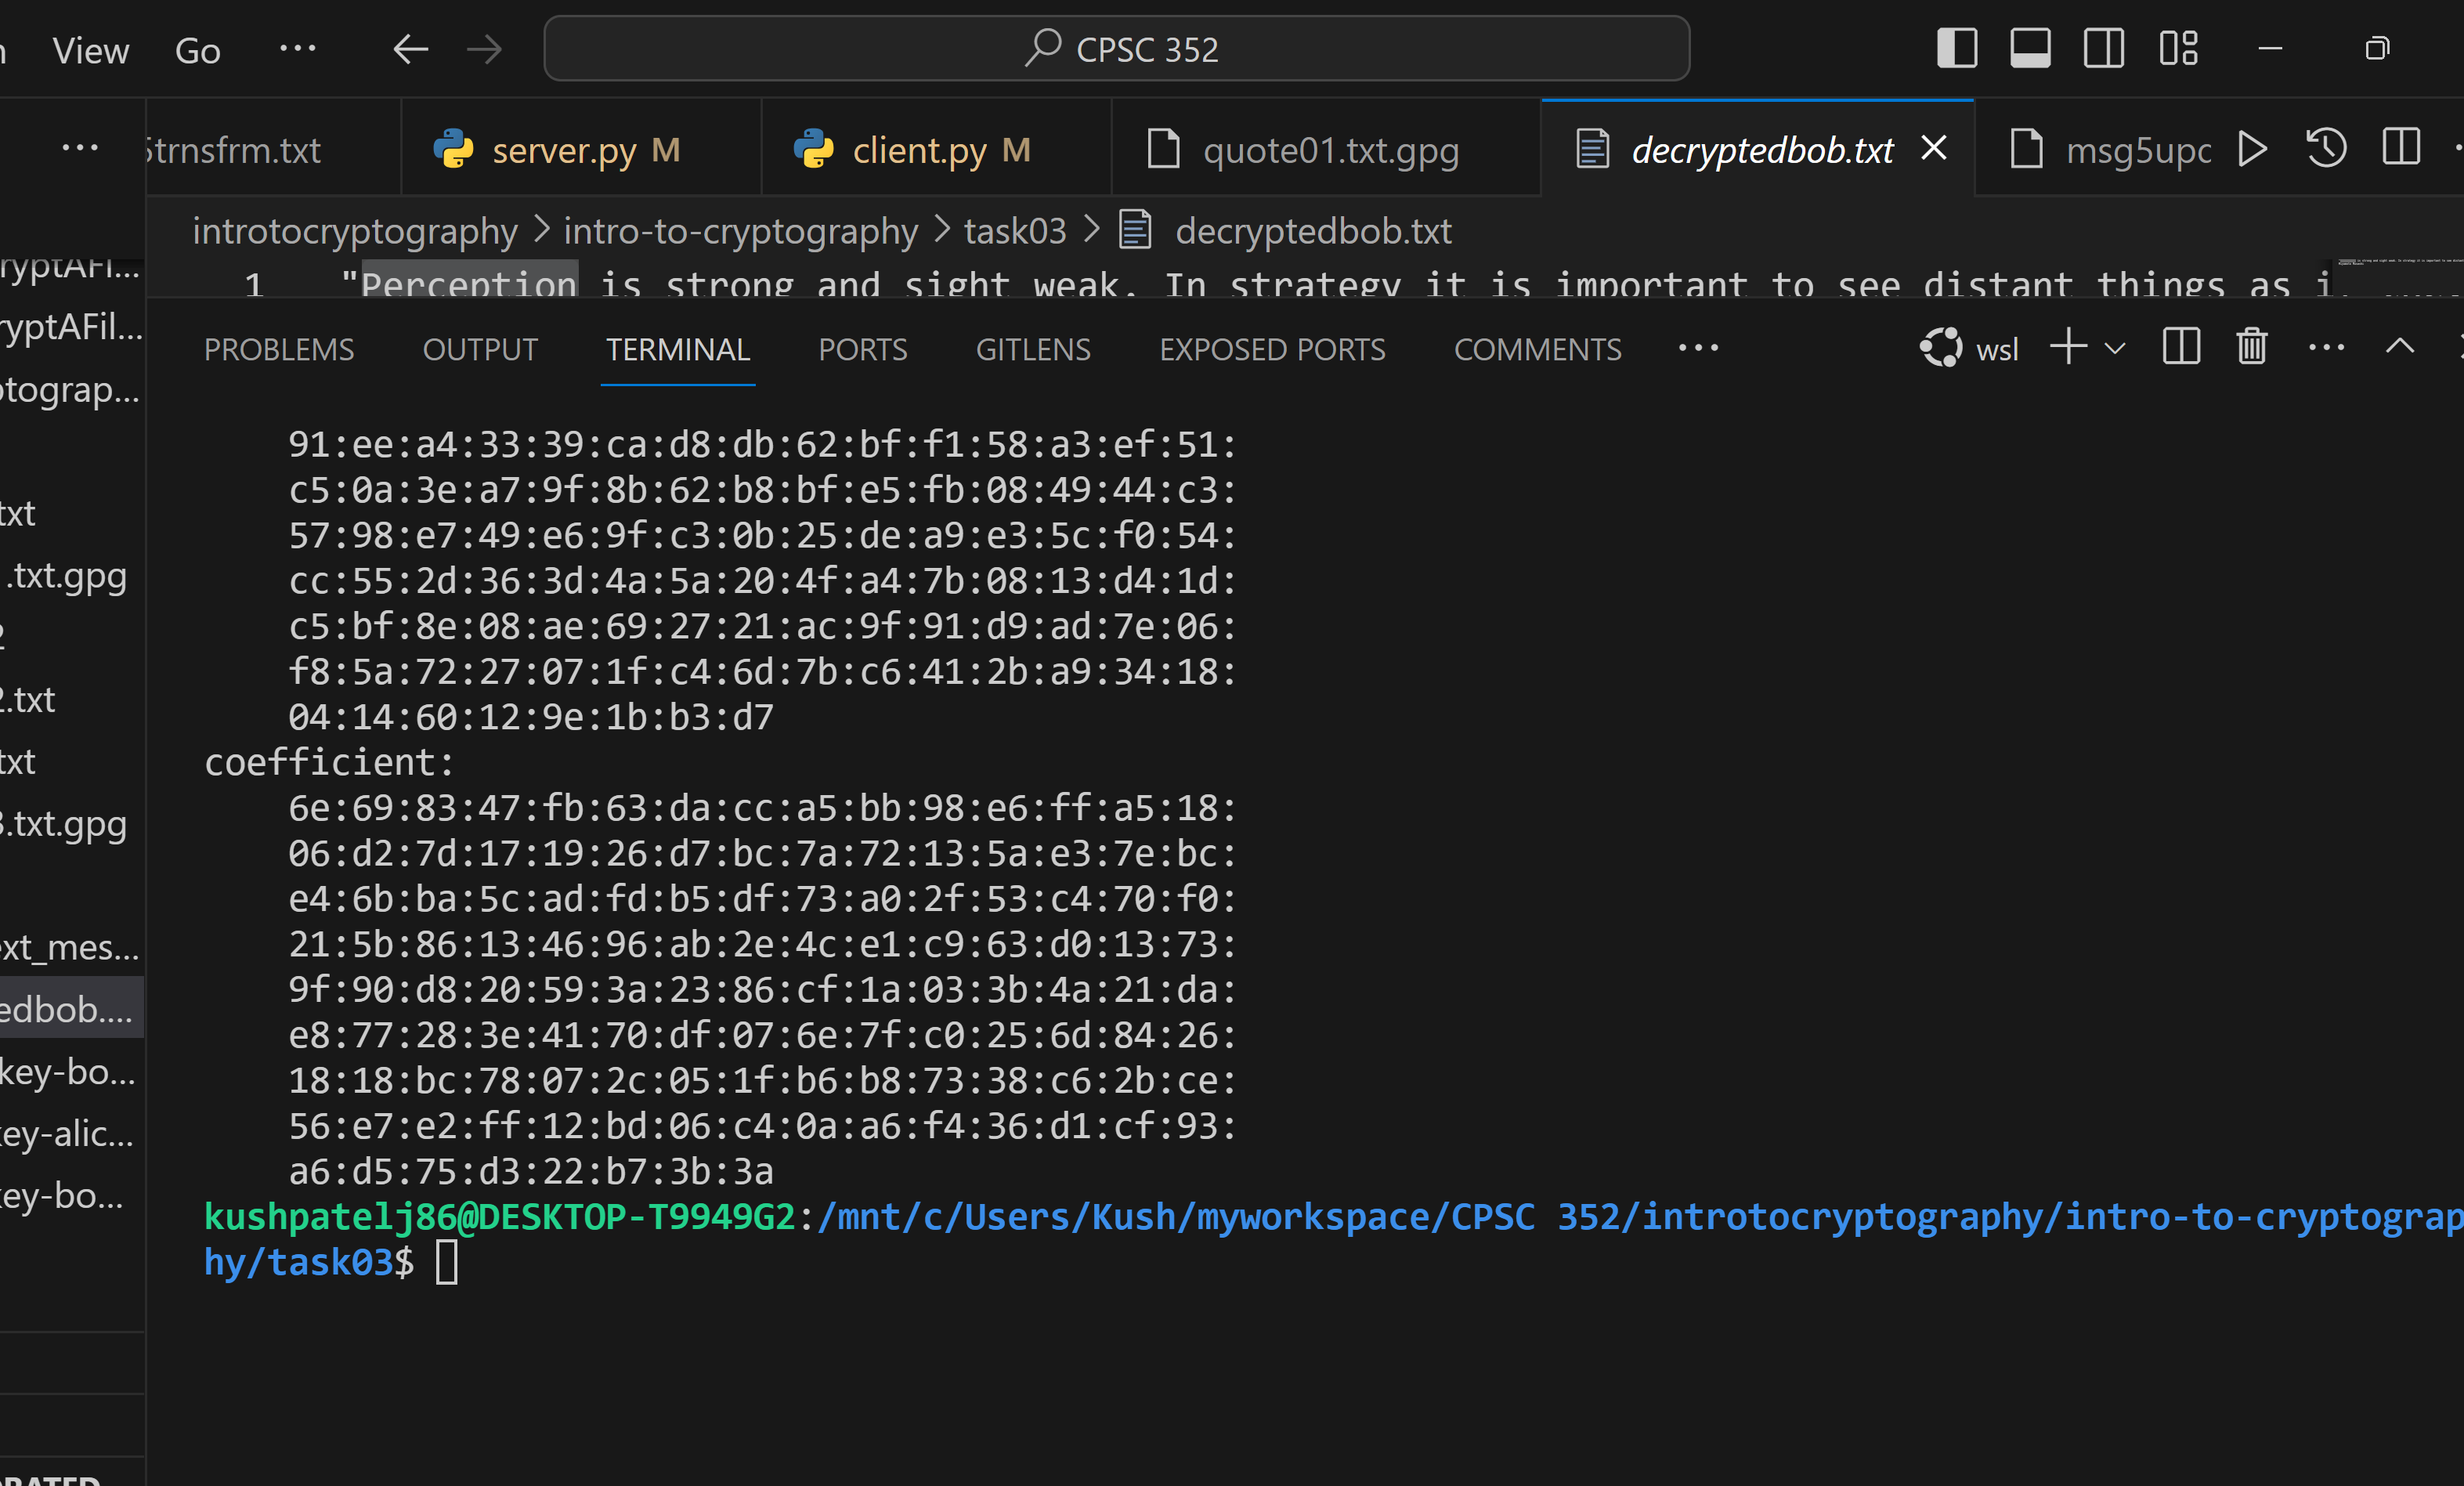 View Go ··· CPSC 352
5trnsfrm.txt server.py M client.py M quote01.txt.gpg decryptedbob.txt msg5upc
introtocryptography > intro-to-cryptography > task03 > decryptedbob.txt
1 "Perception is strong and sight weak. In strategy it is important to see distant things as
PROBLEMS OUTPUT TERMINAL PORTS GITLENS EXPOSED PORTS COMMENTS ··· wsl
ryptAFil...
ptograp...
txt
.txt.gpg
2
2.txt
txt
3.txt.gpg
ext_mes...
edbob....
key-bo...
key-alic...
key-bo...
91:ee:a4:33:39:ca:d8:db:62:bf:f1:58:a3:ef:51:
c5:0a:3e:a7:9f:8b:62:b8:bf:e5:fb:08:49:44:c3:
57:98:e7:49:e6:9f:c3:0b:25:de:a9:e3:5c:f0:54:
cc:55:2d:36:3d:4a:5a:20:4f:a4:7b:08:13:d4:1d:
c5:bf:8e:08:ae:69:27:21:ac:9f:91:d9:ad:7e:06:
f8:5a:72:27:07:1f:c4:6d:7b:c6:41:2b:a9:34:18:
04:14:60:12:9e:1b:b3:d7
coefficient:
6e:69:83:47:fb:63:da:cc:a5:bb:98:e6:ff:a5:18:
06:d2:7d:17:19:26:d7:bc:7a:72:13:5a:e3:7e:bc:
e4:6b:ba:5c:ad:fd:b5:df:73:a0:2f:53:c4:70:f0:
21:5b:86:13:46:96:ab:2e:4c:e1:c9:63:d0:13:73:
9f:90:d8:20:59:3a:23:86:cf:1a:03:3b:4a:21:da:
e8:77:28:3e:41:70:df:07:6e:7f:c0:25:6d:84:26:
18:18:bc:78:07:2c:05:1f:b6:b8:73:38:c6:2b:ce:
56:e7:e2:ff:12:bd:06:c4:0a:a6:f4:36:d1:cf:93:
a6:d5:75:d3:22:b7:3b:3a
kushpatelj86@DESKTOP-T9949G2:/mnt/c/Users/Kush/myworkspace/CPSC 352/introtocryptography/intro-to-cryptograp
hy/task03$